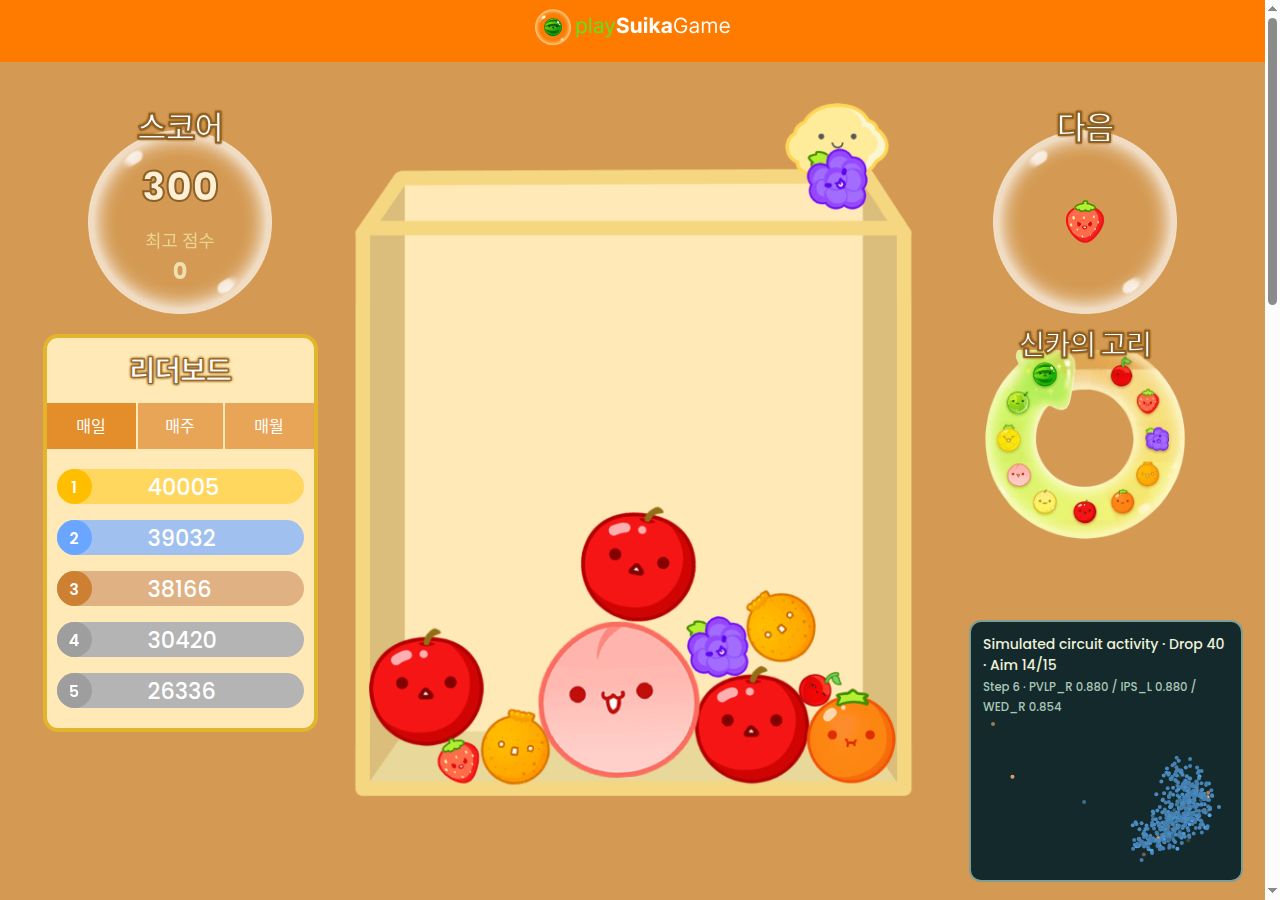 playSuikaGame
스코어
300
최고 점수
0
리더보드
매일 매주 매월
1 40005
2 39032
3 38166
4 30420
5 26336
다음
신카의 고리
Simulated circuit activity · Drop 40
· Aim 14/15
Step 6 · PVLP_R 0.880 / IPS_L 0.880 /
WED_R 0.854